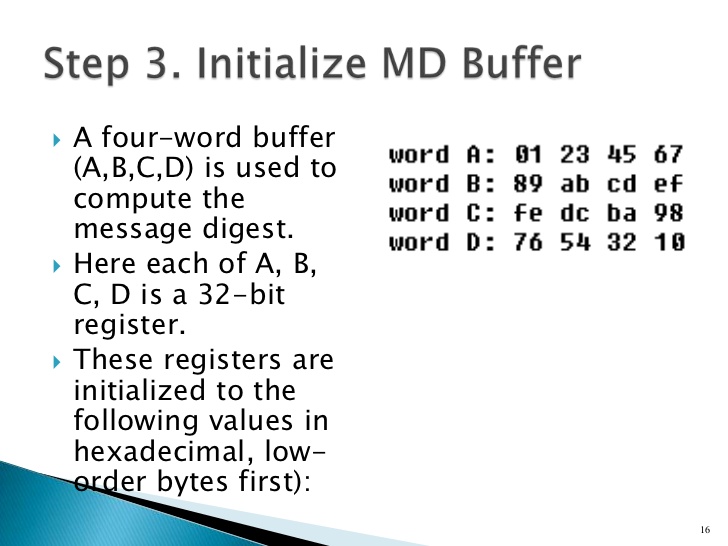 Step 3. Initialize MD Buffer
A four-word buffer
(A,B,C,D) is used to
compute the
message digest.
Here each of A, B,
C, D is a 32-bit
register.
These registers are
initialized to the
following values in
hexadecimal, low-
order bytes first):
word A: 01 23 45 67
word B: 89 ab cd ef
word C: fe dc ba 98
word D: 76 54 32 10
16